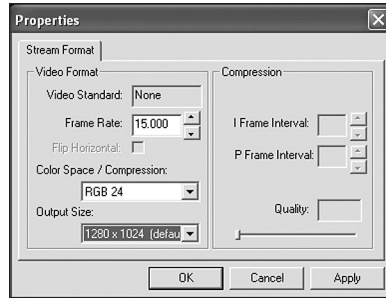 Properties
Stream Format
Video Format
Video Standard: None
Frame Rate: 15.000
Flip Horizontal:
Color Space / Compression:
RGB 24
Output Size:
1280 x 1024 (defau
Compression
I Frame Interval:
P Frame Interval:
Quality:
OK
Cancel
Apply